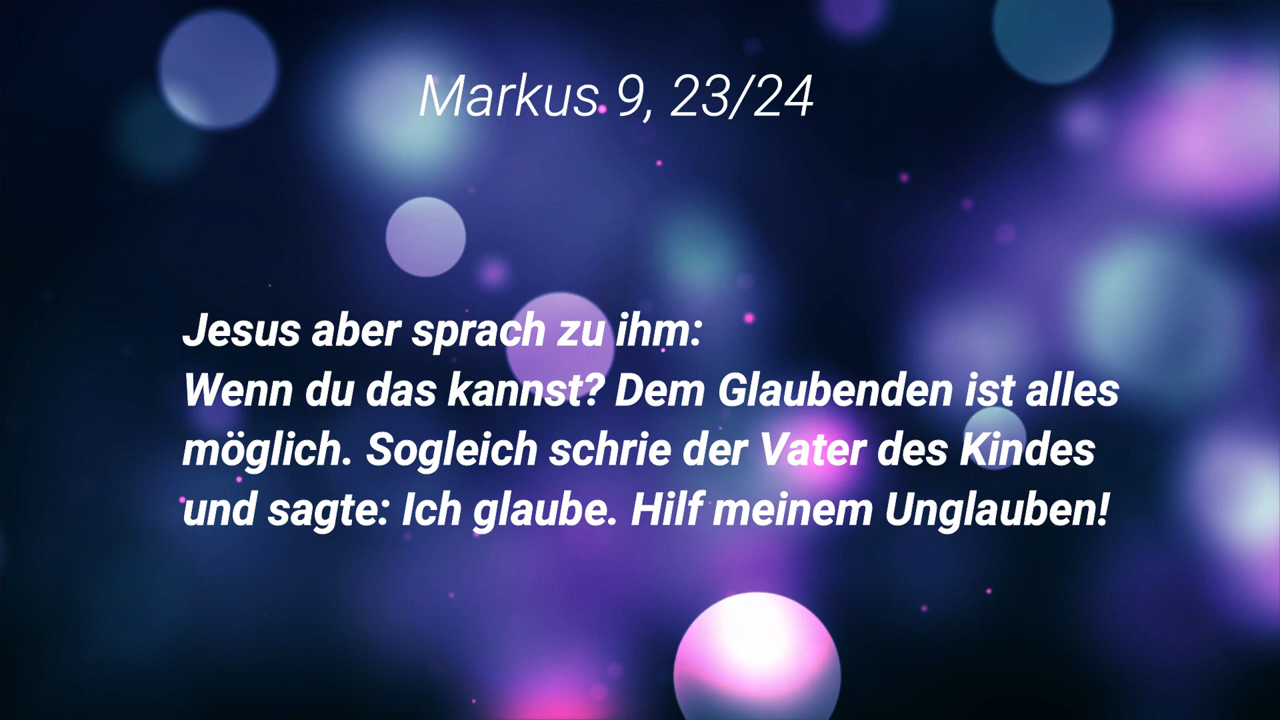 Markus 9, 23/24
Jesus aber sprach zu ihm:
Wenn du das kannst? Dem Glaubenden ist alles
möglich. Sogleich schrie der Vater des Kindes
und sagte: Ich glaube. Hilf meinem Unglauben!